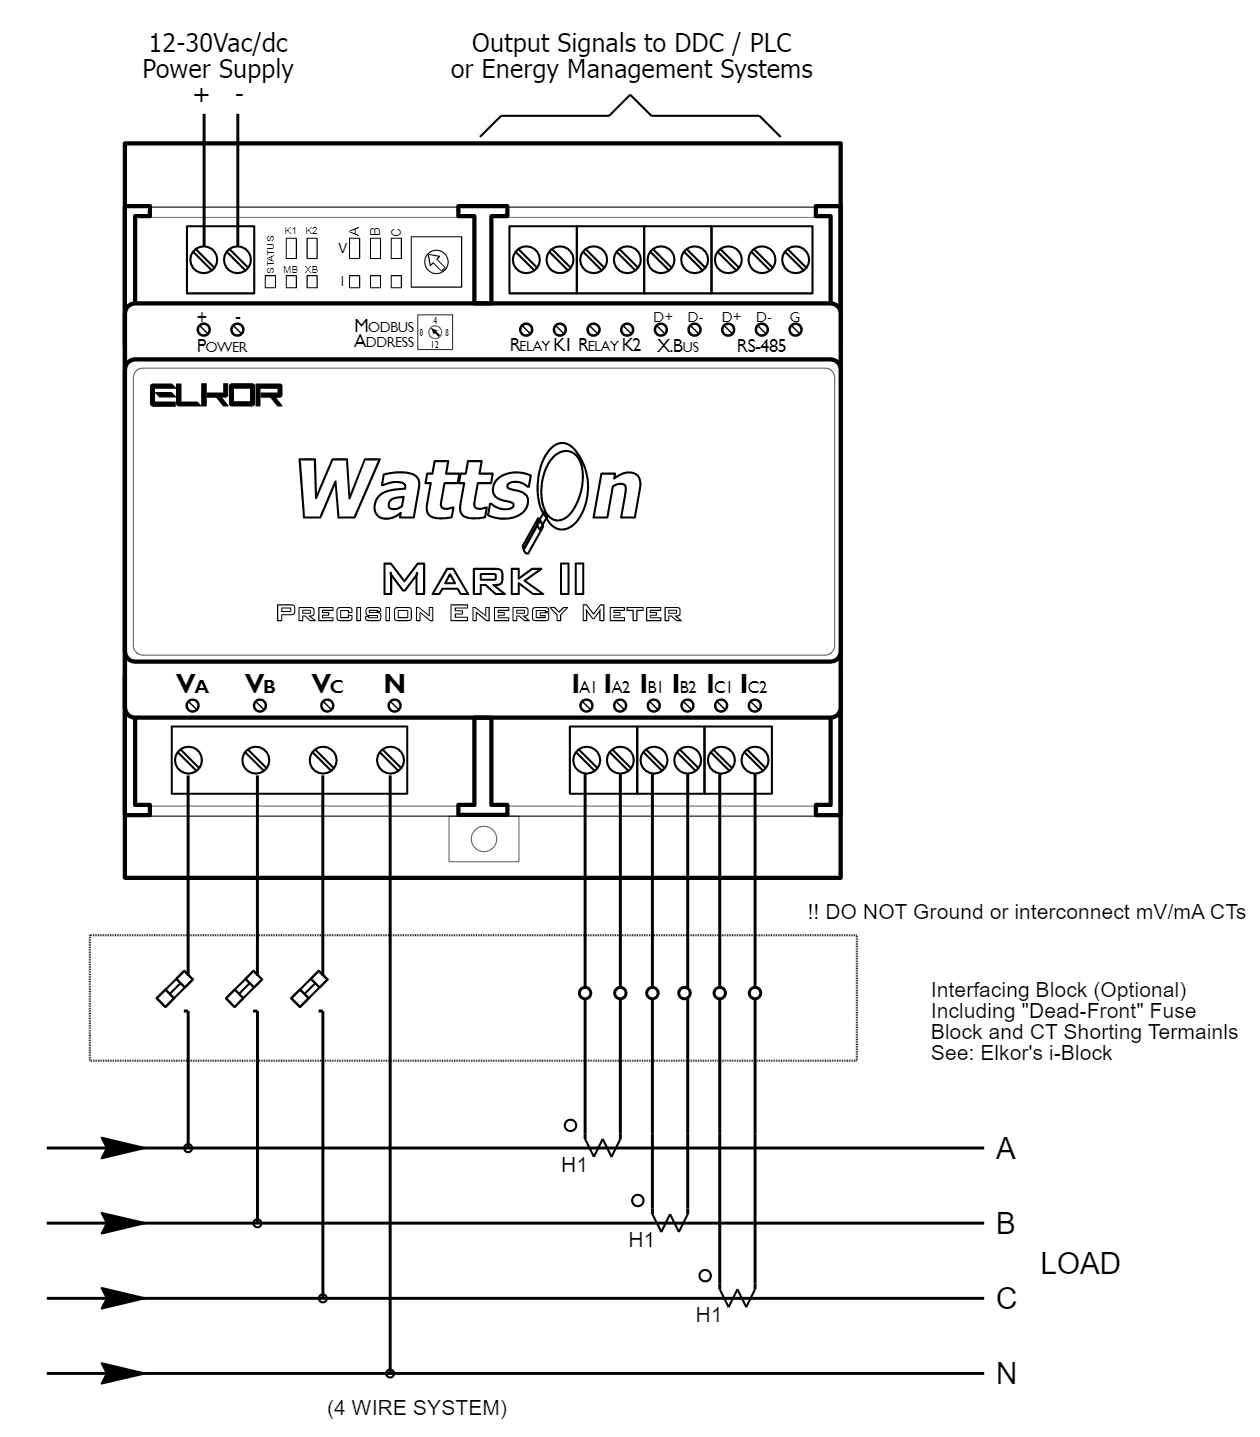 12-30Vac/dc
Power Supply
+ -
Output Signals to DDC / PLC
or Energy Management Systems
STATUS
K1 K2
MB XB
V
I
A B C
+ -
POWER
MODBUS
ADDRESS
4
0 8
12
RELAY K1 RELAY K2
D+ D-
X.BUS
D+ D- G
RS-485
ELKOR
WattsOn
MARK II
PRECISION ENERGY METER
VA VB VC N
IA1 IA2 IB1 IB2 IC1 IC2
!! DO NOT Ground or interconnect mV/mA CTs
Interfacing Block (Optional)
Including "Dead-Front" Fuse
Block and CT Shorting Termainls
See: Elkor's i-Block
H1
A
H1
B
LOAD
H1
C
N
(4 WIRE SYSTEM)